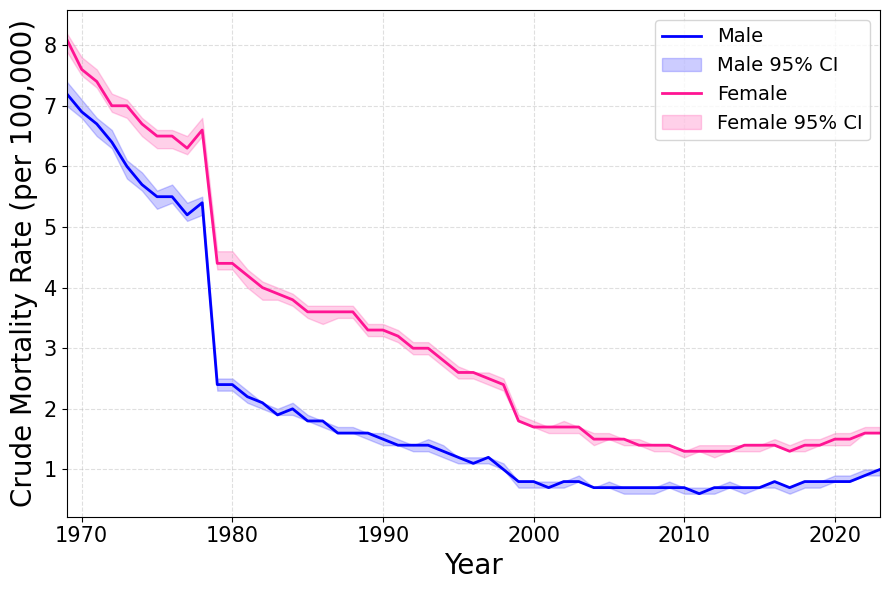 Crude Mortality Rate (per 100,000)
8
7
6
5
4
3
2
1
Male
Male 95% CI
Female
Female 95% CI
1970 1980 1990 2000 2010 2020
Year